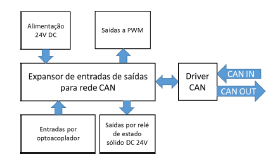 Alimentação
24V DC
Saídas a PWM
Expansor de entradas de saídas
para rede CAN
Driver
CAN
CAN IN
CAN OUT
Entradas por
optoacoplador
Saídas por relé
de estado
sólido DC 24V